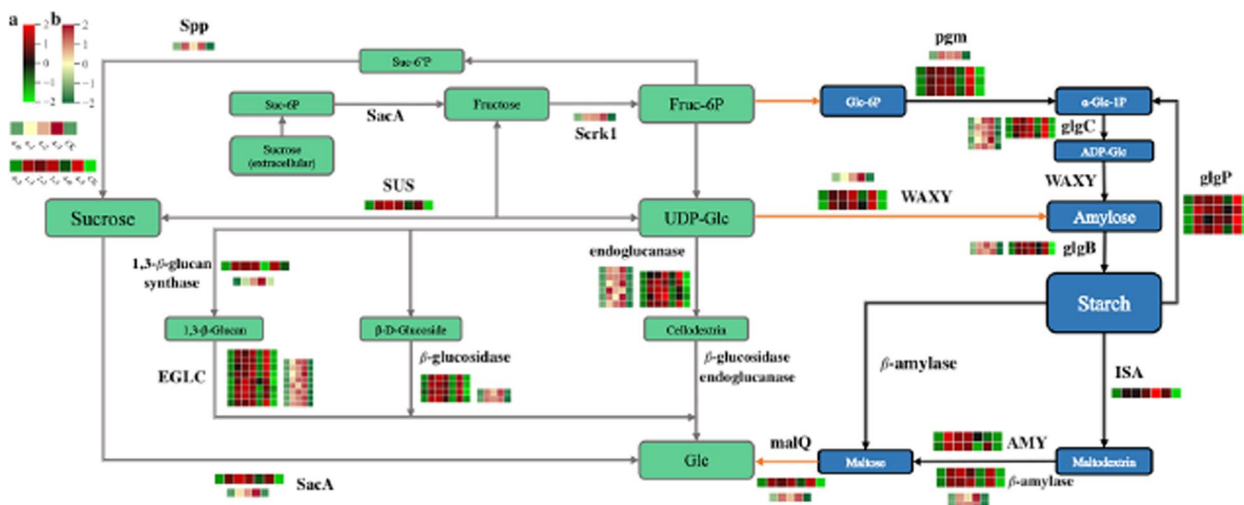 a
b
2
1
0
-1
-2
2
1
0
-1
-2
Spp
Suc-6'P
pgm
Suc-6P
SacA
Fructose
Scrk1
Fruc-6P
Glc-6P
α-Glc-1P
glgC
Sucrose
(extracellular)
ADP-Glc
SUS
WAXY
WAXY
glgP
Sucrose
UDP-Glc
Amylose
1,3-β-glucan
synthase
endoglucanase
glgB
Starch
1,3-β-Glucan
β-D-Glucoside
Cellodextrin
EGLC
β-glucosidase
β-glucosidase
endoglucanase
β-amylase
ISA
malQ
AMY
Glc
Maltose
Maltodextrin
SacA
β-amylase